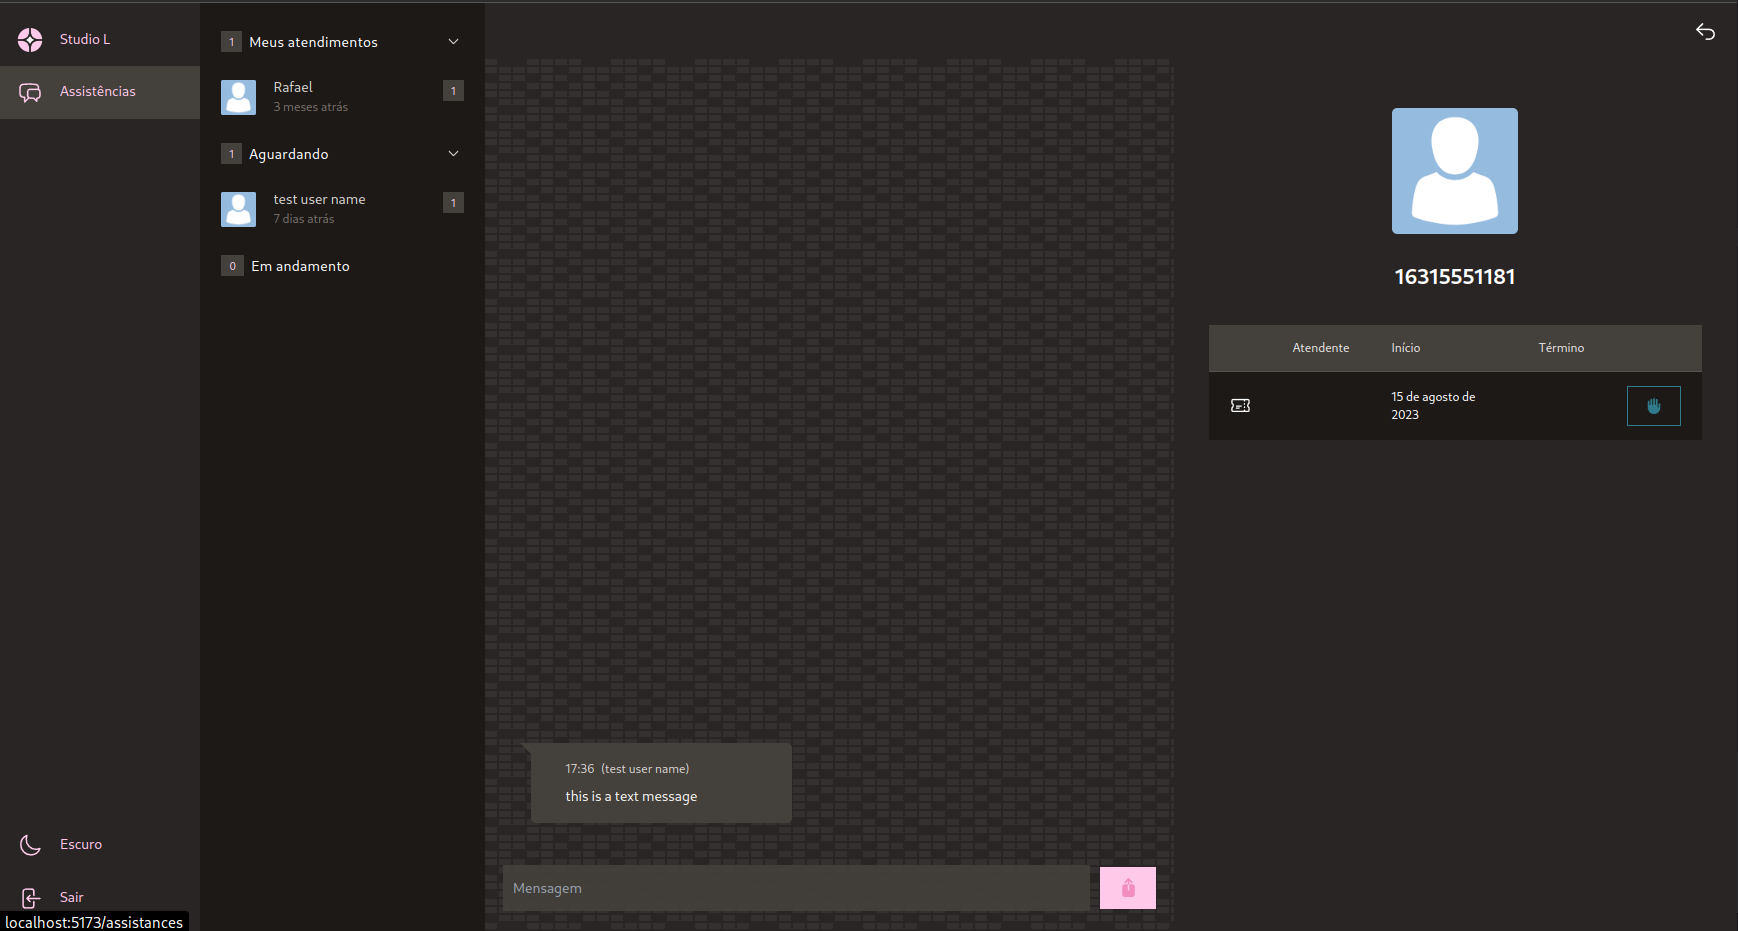 Studio L
Assistências
Escuro
Sair
localhost:5173/assistances
1 Meus atendimentos
Rafael 1
3 meses atrás
1 Aguardando
test user name 1
7 dias atrás
0 Em andamento
17:36 (test user name)
this is a text message
Mensagem
16315551181
Atendente Início Término
15 de agosto de
2023